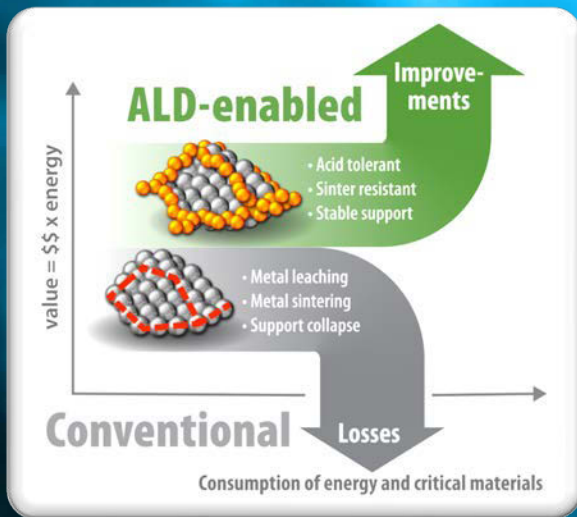 ALD-enabled
Improve-
ments
• Acid tolerant
• Sinter resistant
• Stable support
value = $$ x energy
• Metal leaching
• Metal sintering
• Support collapse
Conventional
Losses
Consumption of energy and critical materials